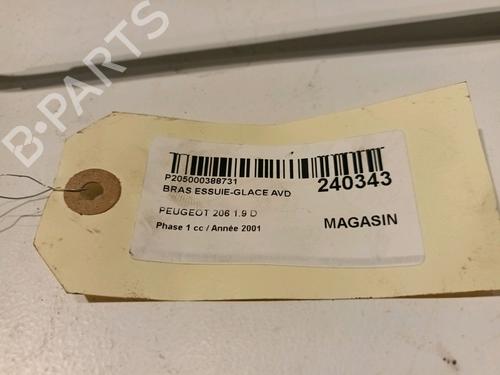 B-PARTS
P205000388731
BRAS ESSUIE-GLACE AVD
240343
PEUGEOT 206 1.9 D
MAGASIN
Phase 1 cc / Année 2001